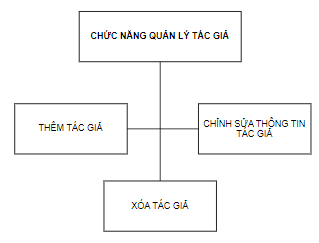 CHỨC NĂNG QUẢN LÝ TÁC GIẢ
THÊM TÁC GIẢ
CHỈNH SỬA THÔNG TIN
TÁC GIẢ
XÓA TÁC GIẢ